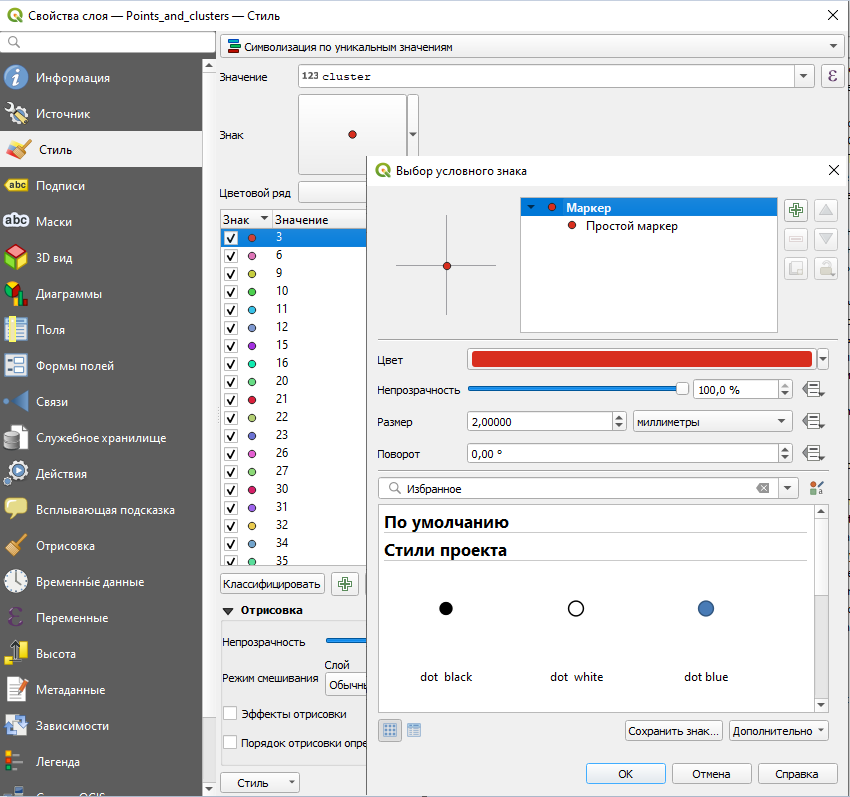 Свойства слоя — Points_and_clusters — Стиль
Информация
Источник
Стиль
Подписи
Маски
3D вид
Диаграммы
Поля
Формы полей
Связи
Служебное хранилище
Действия
Всплывающая подсказка
Отрисовка
Временные данные
Переменные
Высота
Метаданные
Зависимости
Легенда
Символизация по уникальным значениям
Значение
123 cluster
ε
Знак
Цветовой ряд
Знак Значение
3
6
9
10
11
12
15
16
20
21
22
23
26
27
30
31
32
34
35
Классифицировать
Отрисовка
Непрозрачность
Слой
Режим смешивания
Обычн
Эффекты отрисовки
Порядок отрисовки опре
Стиль
Выбор условного знака
Маркер
Простой маркер
Цвет
Непрозрачность 100,0 %
Размер 2,00000 миллиметры
Поворот 0,00 °
Избранное
По умолчанию
Стили проекта
dot black dot white dot blue
Сохранить знак... Дополнительно
OK Отмена Справка